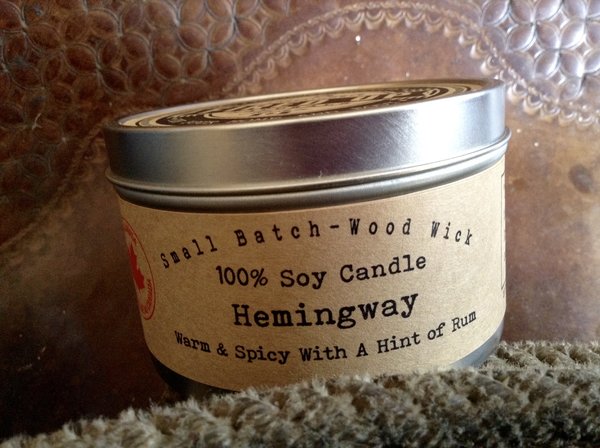 Small Batch-Wood Wick
100% Soy Candle
Hemingway
Warm & Spicy With A Hint of Rum